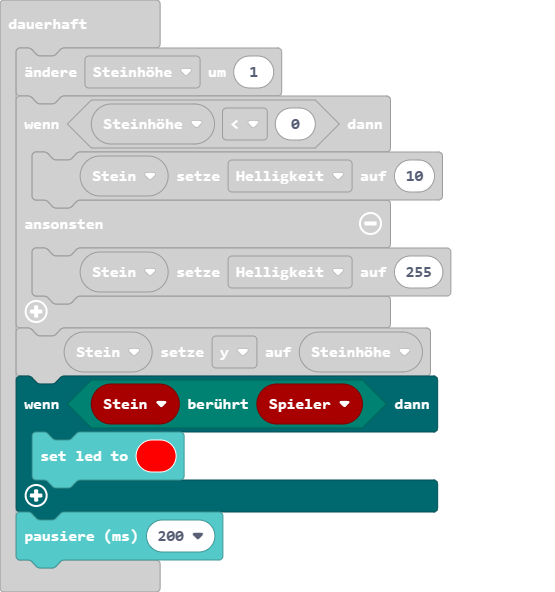 dauerhaft
ändere Steinhöhe um 1
wenn Steinhöhe < 0 dann
Stein setze Helligkeit auf 10
ansonsten
Stein setze Helligkeit auf 255
Stein setze y auf Steinhöhe
wenn Stein berührt Spieler dann
set led to
pausiere (ms) 200